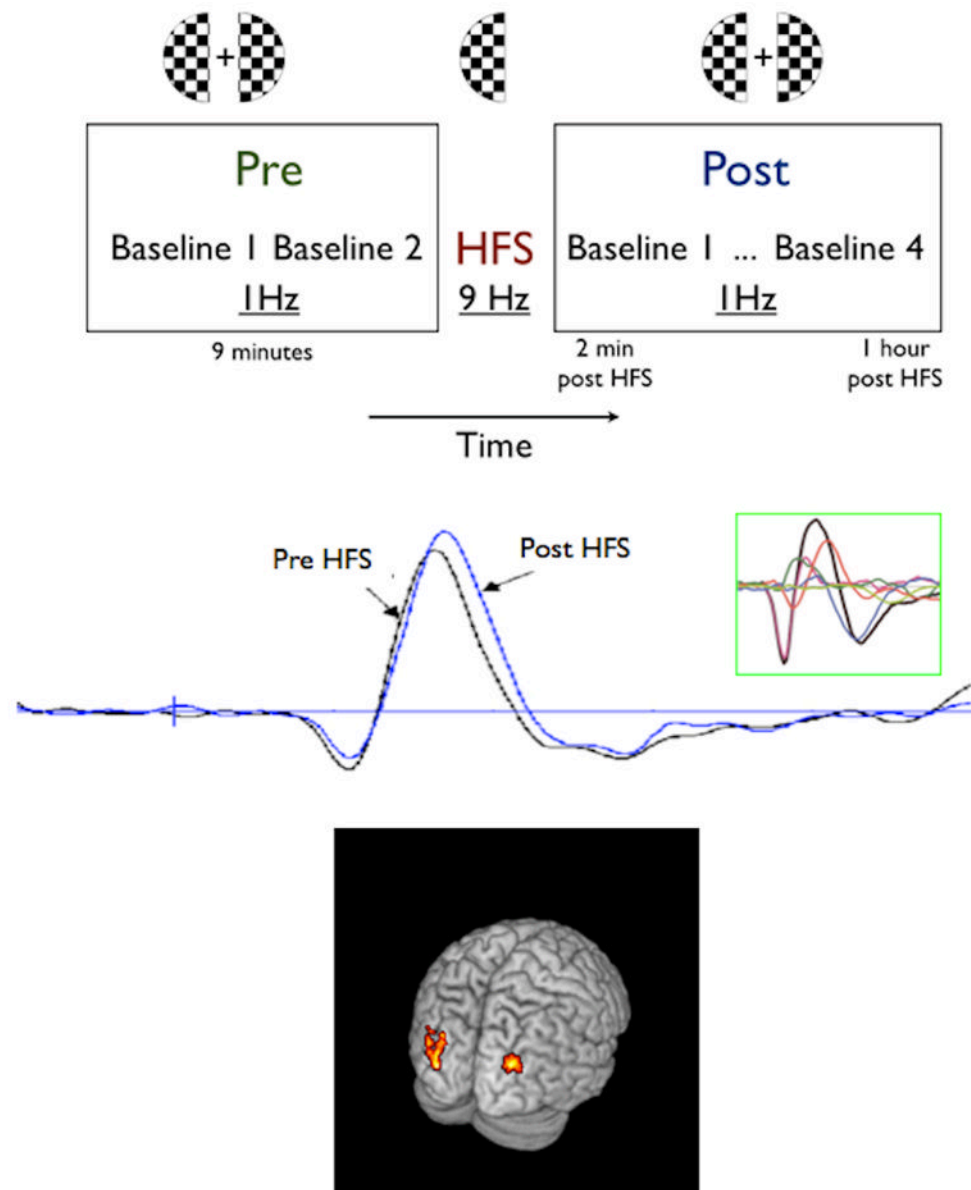 + +
Pre
Baseline 1 Baseline 2
1Hz
9 minutes
HFS
9 Hz
Post
Baseline 1 ... Baseline 4
1Hz
2 min
post HFS
1 hour
post HFS
Time
Pre HFS
Post HFS